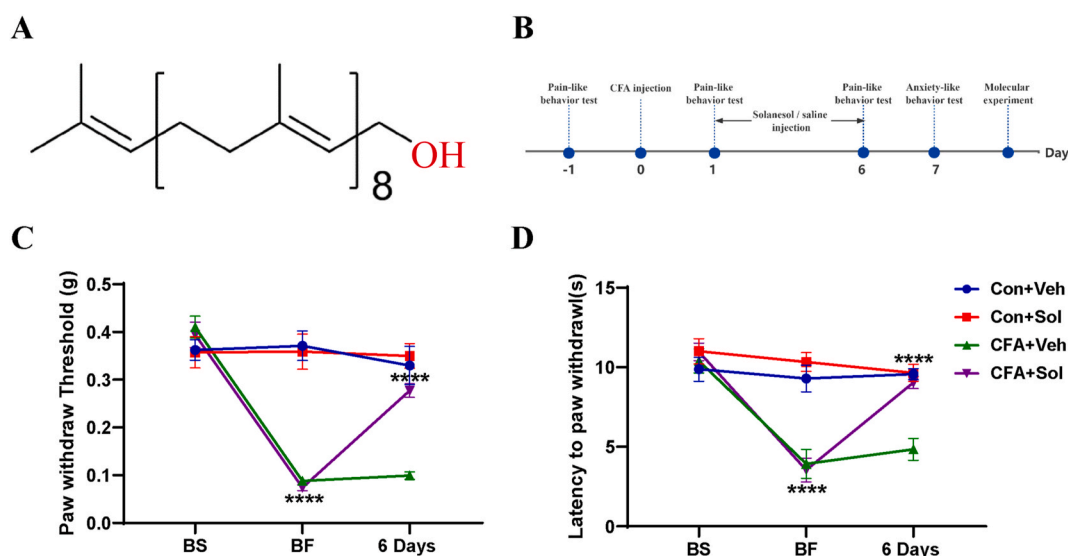 A
OH
8
B
Pain-like
behavior test
CFA injection
Pain-like
behavior test
Solanesol / saline
injection
Pain-like
behavior test
Anxiety-like
behavior test
Molecular
experiment
-1
0
1
6
7
Day
C
Paw withdraw Threshold (g)
0.5
0.4
0.3
0.2
0.1
0.0
****
****
BS
BF
6 Days
D
Latency to paw withdrawl(s)
15
10
5
0
****
****
BS
BF
6 Days
Con+Veh
Con+Sol
CFA+Veh
CFA+Sol